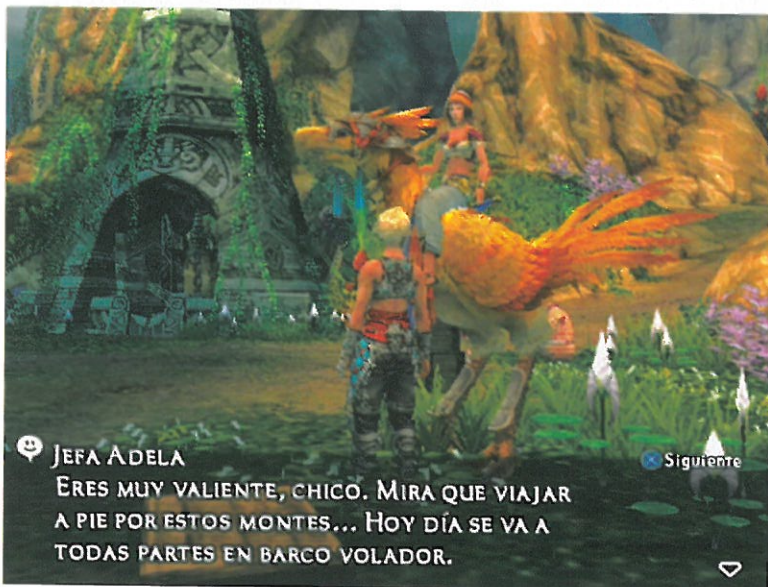 JEFA ADELA
Siguiente
ERES MUY VALIENTE, CHICO. MIRA QUE VIAJAR
A PIE POR ESTOS MONTES... HOY DÍA SE VA A
TODAS PARTES EN BARCO VOLADOR.